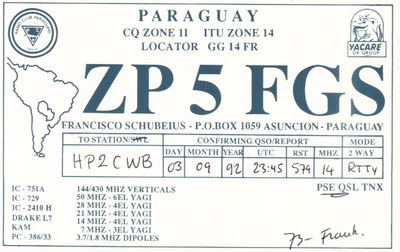 PARAGUAY
CQ ZONE 11 ITU ZONE 14
LOCATOR GG 14 FR
RADIO CLUB PARAGUAYO
YACARE
DX GROUP
ZP 5 FGS
FRANCISCO SCHUBEIUS - P.O.BOX 1059 ASUNCION - PARAGUAY
TO STATION/SWL CONFIRMING QSO/REPORT MODE
DAY MONTH YEAR UTC RST MHZ 2 WAY
HP2CWB 03 09 92 23:45 579 14 RTTY
PSE QSL TNX
IC - 751A 144/430 MHZ VERTICALS
IC - 729 50 MHZ - 6EL YAGI
IC - 2410 H 28 MHZ - 4EL YAGI
DRAKE L7 21 MHZ - 4EL YAGI
KAM 14 MHZ - 4EL YAGI
PC - 386/33 7 MHZ - 3EL YAGI
3.7/1.8 MHZ DIPOLES
73 - Frank.